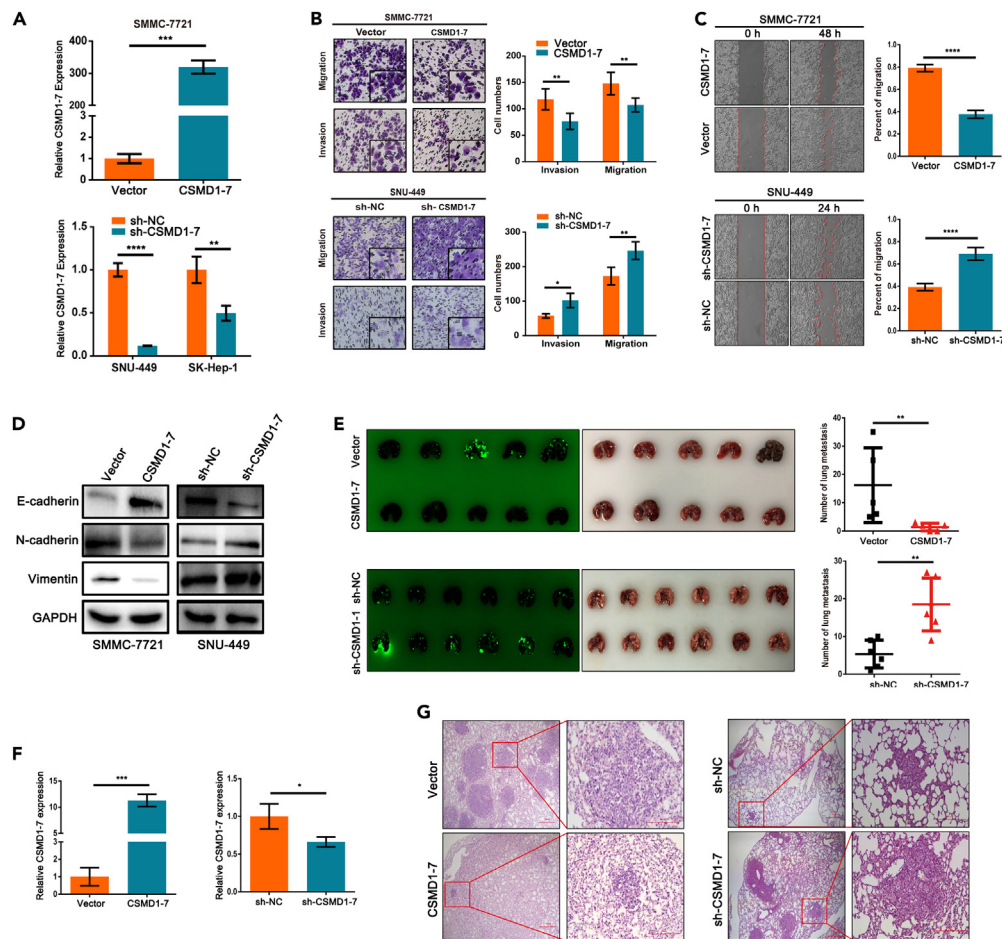 A
SMMC-7721
***
Relative CSMD1-7 Expression
400
300
200
100
5
4
3
2
1
0
Vector CSMD1-7
sh-NC
sh-CSMD1-7
**** **
Relative CSMD1-7 Expression
1.5
1.0
0.5
0.0
SNU-449 SK-Hep-1
B
SMMC-7721
Vector CSMD1-7
Migration
Invasion
Vector
CSMD1-7
** **
Cell numbers
200
150
100
50
0
Invasion Migration
SNU-449
sh-NC sh- CSMD1-7
Migration
Invasion
sh-NC
sh-CSMD1-7
* **
Cell numbers
400
300
200
100
0
Invasion Migration
C
SMMC-7721
0 h 48 h
CSMD1-7
Vector
****
Percent of migration
1.0
0.8
0.6
0.4
0.2
0.0
Vector CSMD1-7
SNU-449
0 h 24 h
sh-CSMD1-7
sh-NC
****
Percent of migration
1.0
0.8
0.6
0.4
0.2
0.0
sh-NC sh-CSMD1-7
D
Vector CSMD1-7 sh-NC sh-CSMD1-7
E-cadherin
N-cadherin
Vimentin
GAPDH
SMMC-7721 SNU-449
E
Vector
CSMD1-7
**
Number of lung metastasis
40
30
20
10
0
Vector CSMD1-7
sh-NC
sh-CSMD1-1
**
Number of lung metastasis
30
20
10
0
sh-NC sh-CSMD1-7
F
***
Relative CSMD1-7 expression
15
10
5
4
3
2
1
0
Vector CSMD1-7
*
Relative CSMD1-7 expression
1.5
1.0
0.5
0.0
sh-NC sh-CSMD1-7
G
Vector
CSMD1-7
sh-NC
sh-CSMD1-7